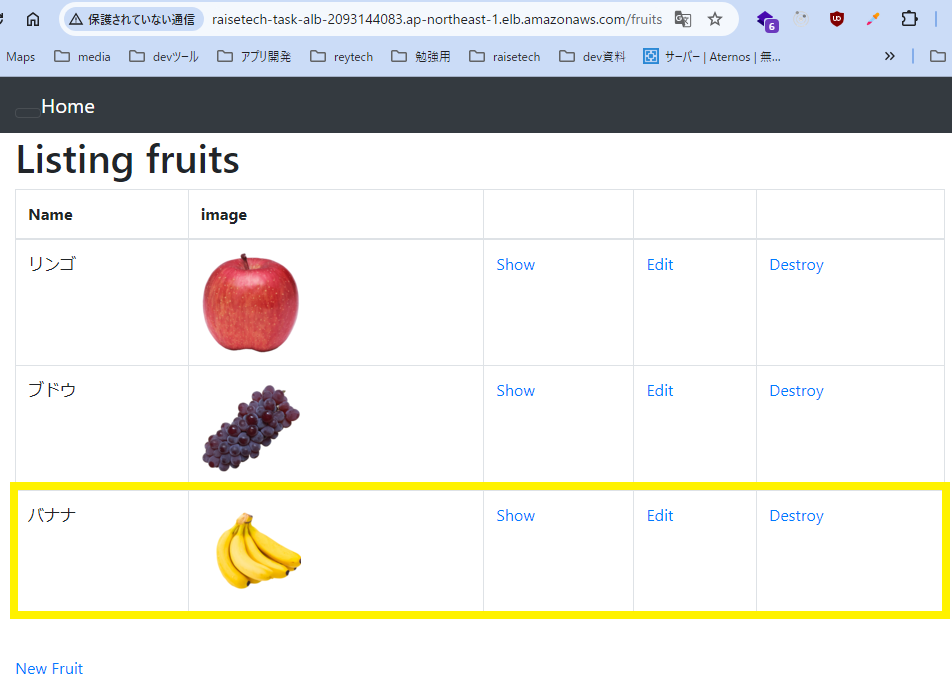 保護されていない通信 raisetech-task-alb-2093144083.ap-northeast-1.elb.amazonaws.com/fruits
6 UD
Maps media devツール アプリ開発 reytech 勉強用 raisetech dev資料 サーバー | Aternos | 無...
Home
Listing fruits
Name image
リンゴ Show Edit Destroy
ブドウ Show Edit Destroy
バナナ Show Edit Destroy
New Fruit